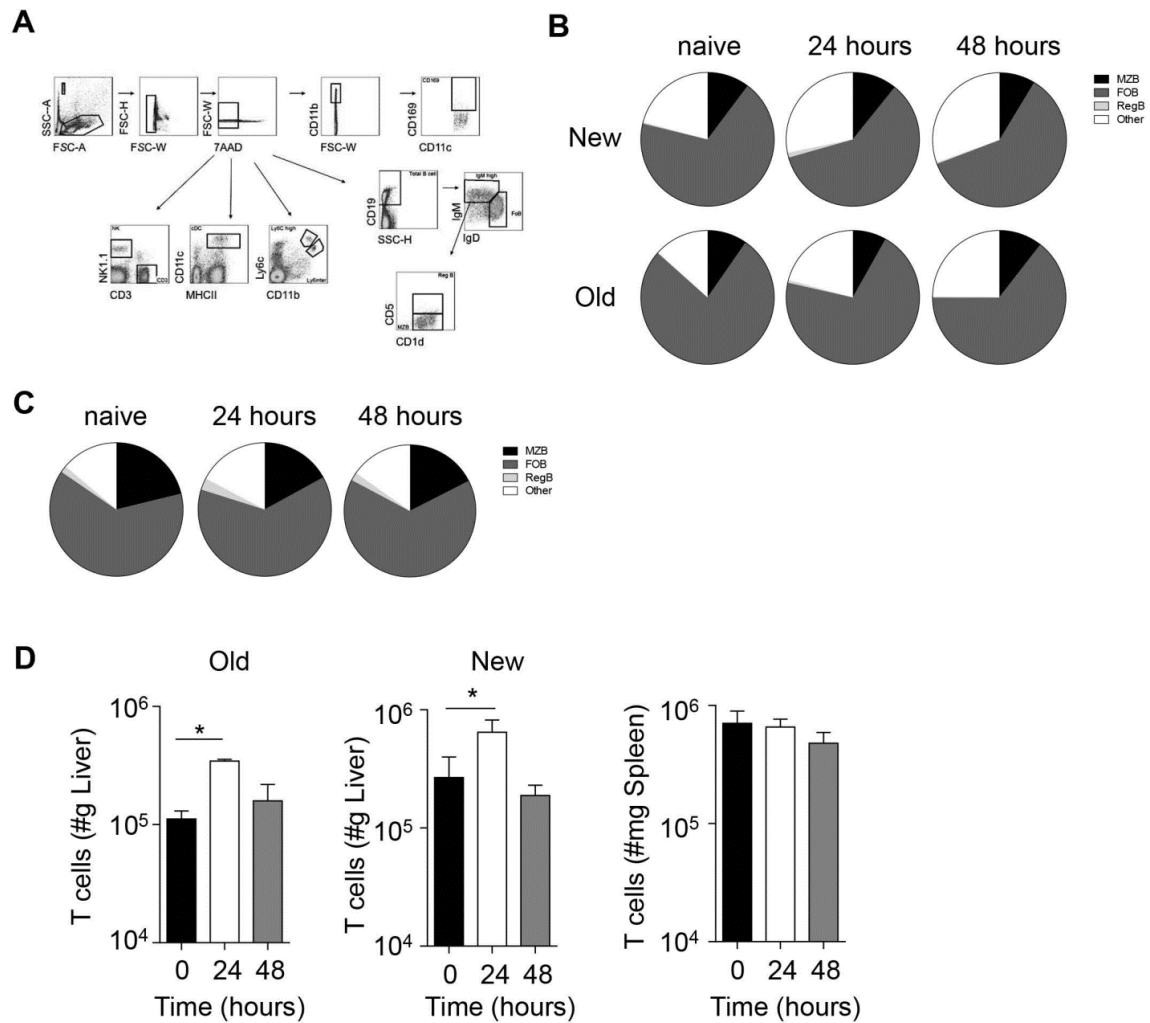 A
SSC--A
FSC-A
FSC-H
FSC-W
FSC-W
7AAD
CD11b
FSC-W
CD169
CD169
CD11c
NK
NK1.1
CD3
CD3
cDC
CD11c
MHCII
Ly6C high
Ly6c
Ly6inter
CD11b
Total B cell
CD19
SSC-H
IgM high
IgM
FoB
IgD
Reg B
CD5
MZB
CD1d
B
naive 24 hours 48 hours
New
Old
MZB
FOB
RegB
Other
C
naive 24 hours 48 hours
MZB
FOB
RegB
Other
D
Old
T cells (#g Liver)
10⁶
10⁵
10⁴
*
0 24 48
Time (hours)
New
T cells (#g Liver)
10⁶
10⁵
10⁴
*
0 24 48
Time (hours)
T cells (#mg Spleen)
10⁶
10⁵
10⁴
0 24 48
Time (hours)